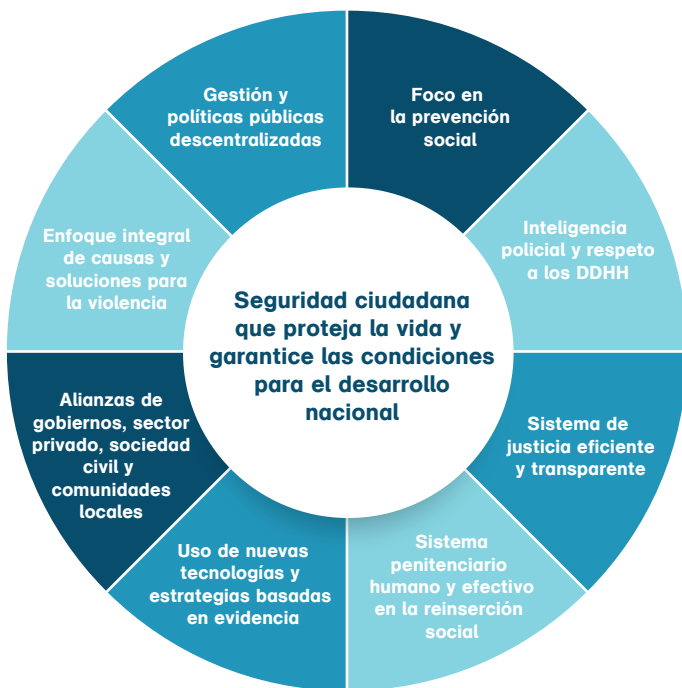 Gestión y
políticas públicas
descentralizadas
Foco en
la prevención
social
Inteligencia
policial y respeto
a los DDHH
Sistema de
justicia eficiente
y transparente
Sistema
penitenciario
humano y efectivo
en la reinserción
social
Uso de nuevas
tecnologías y
estrategias basadas
en evidencia
Alianzas de
gobiernos, sector
privado, sociedad
civil y
comunidades
locales
Enfoque integral
de causas y
soluciones para
la violencia
Seguridad ciudadana
que proteja la vida y
garantice las condiciones
para el desarrollo
nacional